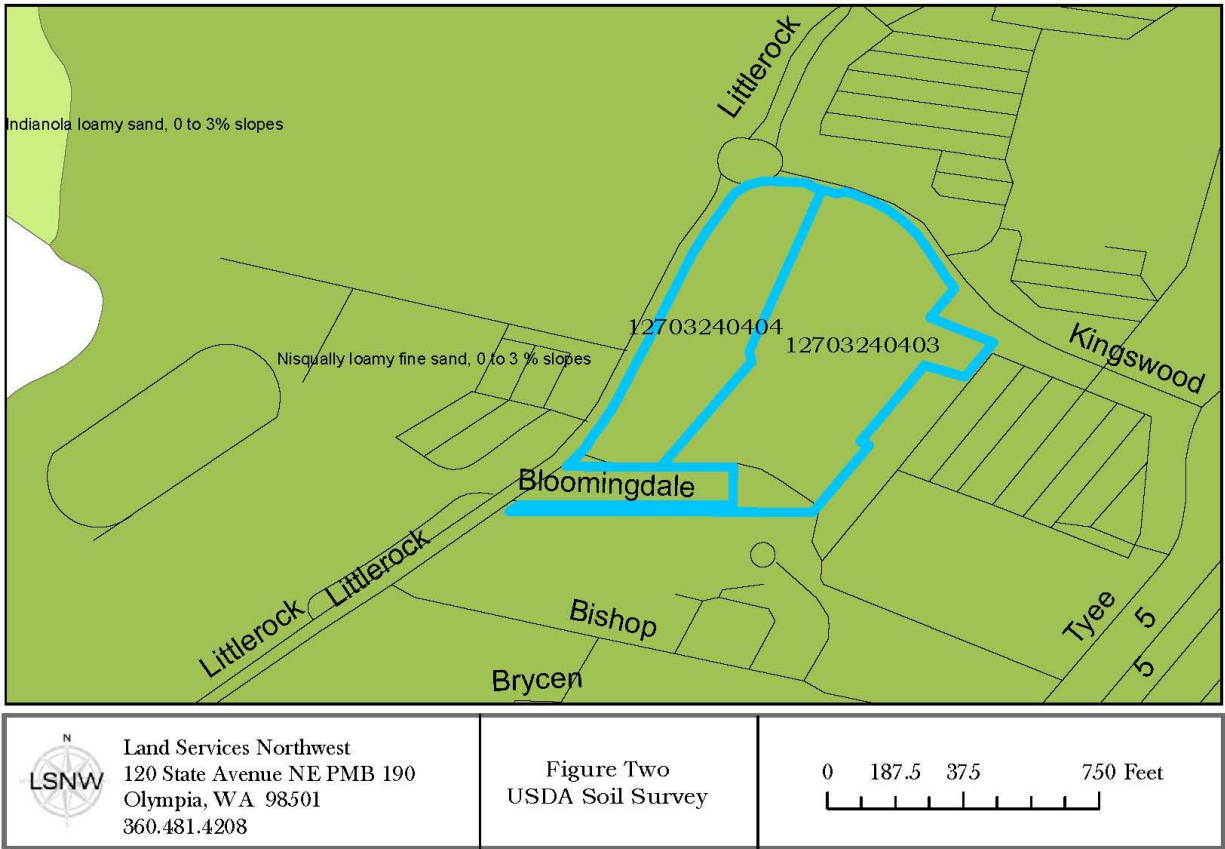 Littlerock
Indianola loamy sand, 0 to 3% slopes
12703240404
12703240403
Kingswood
Nisqually loamy fine sand, 0 to 3 % slopes
Bloomingdale
Littlerock
Littlerock
Bishop
Tyee
5
5
Brycen
N
LSNW
Land Services Northwest
120 State Avenue NE PMB 190
Olympia, WA 98501
360.481.4208
Figure Two
USDA Soil Survey
0 187.5 375 750 Feet